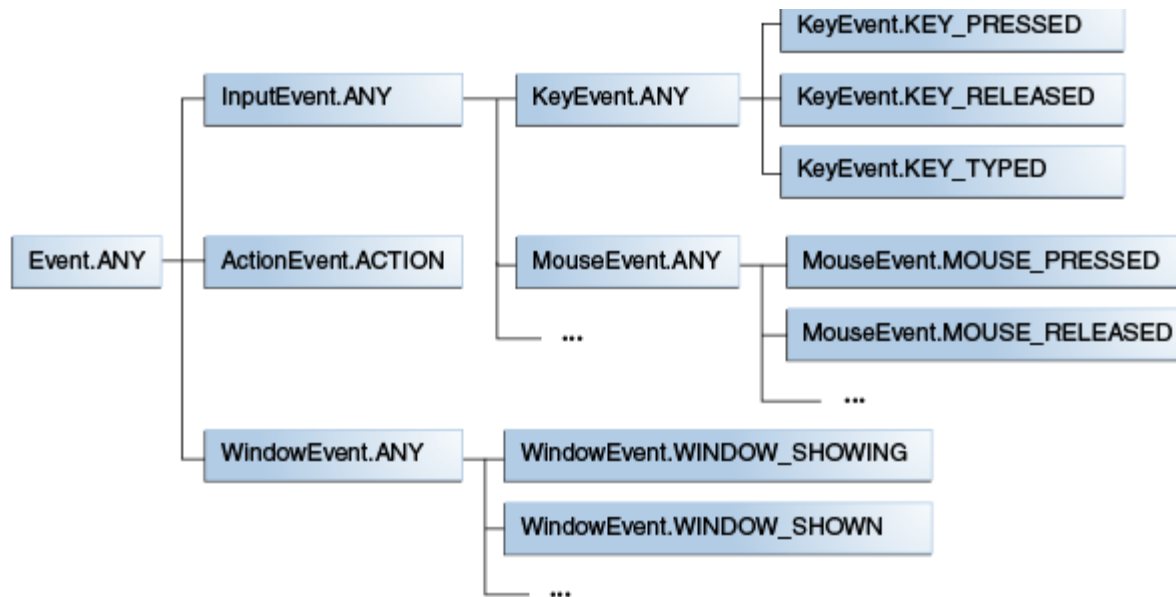 KeyEvent.KEY_PRESSED
InputEvent.ANY
KeyEvent.ANY
KeyEvent.KEY_RELEASED
KeyEvent.KEY_TYPED
Event.ANY
ActionEvent.ACTION
MouseEvent.ANY
MouseEvent.MOUSE_PRESSED
...
MouseEvent.MOUSE_RELEASED
...
WindowEvent.ANY
WindowEvent.WINDOW_SHOWING
WindowEvent.WINDOW_SHOWN
...